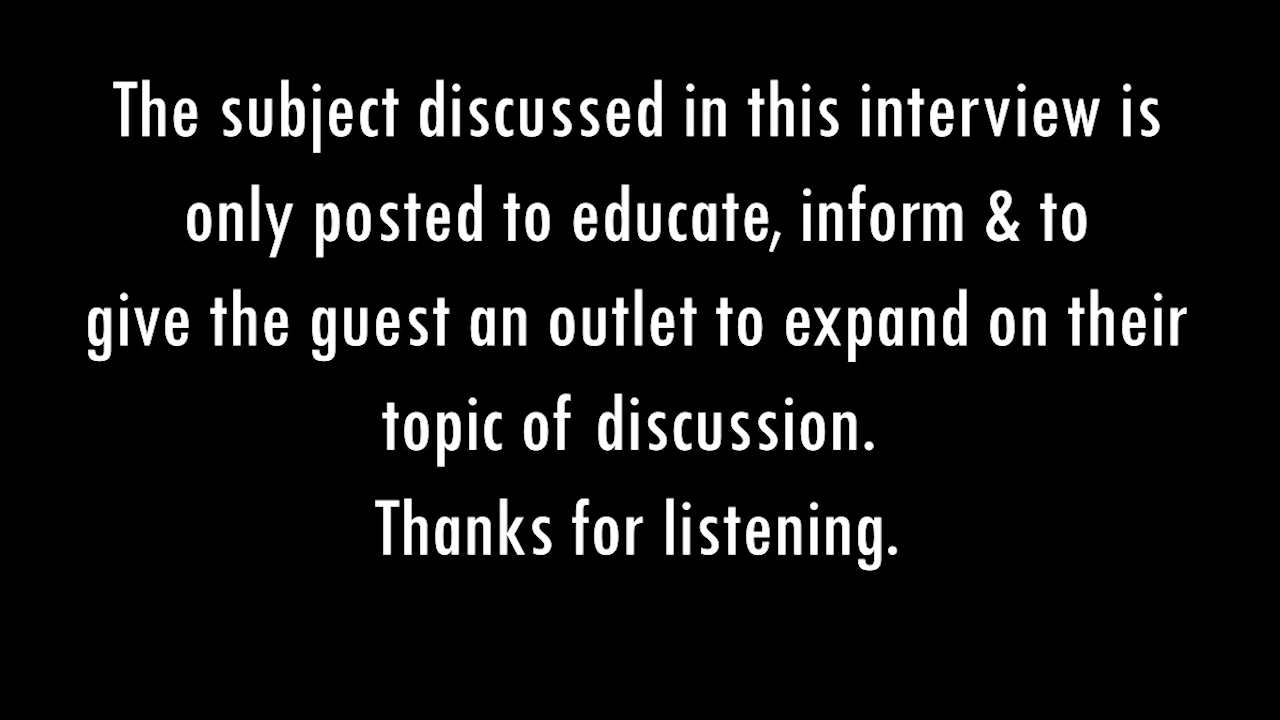 The subject discussed in this interview is
only posted to educate, inform & to
give the guest an outlet to expand on their
topic of discussion.
Thanks for listening.